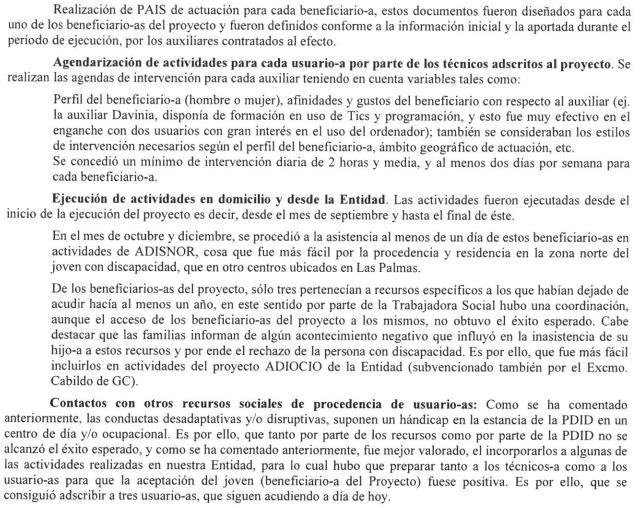 Realización de PAIS de actuación para cada beneficiario-a, estos documentos fueron diseñados para cada
uno de los beneficiario-as del proyecto y fueron definidos conforme a la información inicial y la aportada durante el
período de ejecución, por los auxiliares contratados al efecto.
Agendarización de actividades para cada usuario-a por parte de los técnicos adscritos al proyecto. Se
realizan las agendas de intervención para cada auxiliar teniendo en cuenta variables tales como:
Perfil del beneficiario-a (hombre o mujer), afinidades y gustos del beneficiario con respecto al auxiliar (ej.
la auxiliar Davinia, disponía de formación en uso de Tics y programación, y esto fue muy efectivo en el
enganche con dos usuarios con gran interés en el uso del ordenador); también se consideraban los estilos
de intervención necesarios según el perfil del beneficiario-a, ámbito geográfico de actuación, etc.
Se concedió un mínimo de intervención diaria de 2 horas y media, y al menos dos días por semana para
cada beneficiario-a.
Ejecución de actividades en domicilio y desde la Entidad. Las actividades fueron ejecutadas desde el
inicio de la ejecución del proyecto es decir, desde el mes de septiembre y hasta el final de éste.
En el mes de octubre y diciembre, se procedió a la asistencia al menos de un día de estos beneficiario-as en
actividades de ADISNOR, cosa que fue más fácil por la procedencia y residencia en la zona norte del
joven con discapacidad, que en otro centros ubicados en Las Palmas.
De los beneficiarios-as del proyecto, sólo tres pertenecían a recursos específicos a los que habían dejado de
acudir hacía al menos un año, en este sentido por parte de la Trabajadora Social hubo una coordinación,
aunque el acceso de los beneficiario-as del proyecto a los mismos, no obtuvo el éxito esperado. Cabe
destacar que las familias informan de algún acontecimiento negativo que influyó en la inasistencia de su
hijo-a a estos recursos y por ende el rechazo de la persona con discapacidad. Es por ello, que fue más fácil
incluirlos en actividades del proyecto ADIOCIO de la Entidad (subvencionado también por el Excmo.
Cabildo de GC).
Contactos con otros recursos sociales de procedencia de usuario-as: Como se ha comentado
anteriormente, las conductas desadaptativas y/o disruptivas, suponen un hándicap en la estancia de la PDID en un
centro de día y/o ocupacional. Es por ello, que tanto por parte de los recursos como por parte de la PDID no se
alcanzó el éxito esperado, y como se ha comentado anteriormente, fue mejor valorado, el incorporarlos a algunas de
las actividades realizadas en nuestra Entidad, para lo cual hubo que preparar tanto a los técnicos-a como a los
usuario-as para que la aceptación del joven (beneficiario-a del Proyecto) fuese positiva. Es por ello, que se
consiguió adscribir a tres usuario-as, que siguen acudiendo a día de hoy.